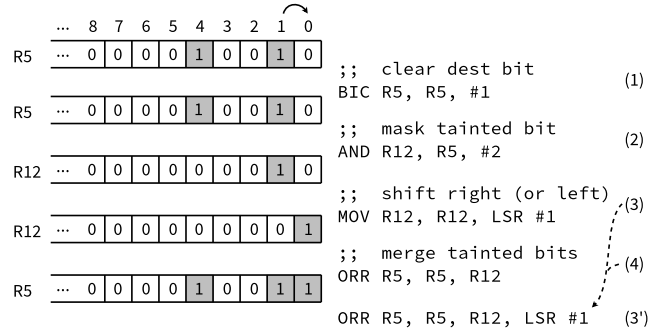 ··· 8 7 6 5 4 3 2 1 0
R5 ··· 0 0 0 0 1 0 0 1 0
;; clear dest bit
BIC R5, R5, #1 (1)
R5 ··· 0 0 0 0 1 0 0 1 0
;; mask tainted bit
AND R12, R5, #2 (2)
R12 ··· 0 0 0 0 0 0 0 1 0
;; shift right (or left)
MOV R12, R12, LSR #1 (3)
R12 ··· 0 0 0 0 0 0 0 0 1
;; merge tainted bits
ORR R5, R5, R12 (4)
R5 ··· 0 0 0 0 1 0 0 1 1
ORR R5, R5, R12, LSR #1 (3')